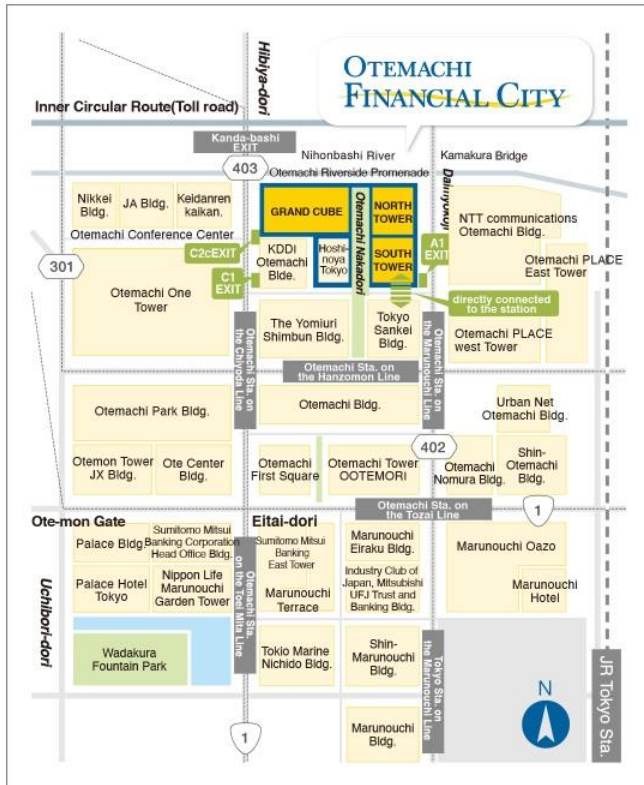 OTEMACHI
FINANCIAL CITY
Hibiya-dori
Inner Circular Route(Toll road)
Kanda-bashi
EXIT
403
Nihonbashi River
Kamakura Bridge
Otemachi Riverside Promenade
Daimyokoji
Nikkei
Bldg.
JA Bldg.
Keidanren
kaikan.
GRAND CUBE
Otemachi Nakadori
NORTH
TOWER
NTT communications
Otemachi Bldg.
Otemachi Conference Center
C2cEXIT
KDDI
Otemachi
Blde.
Hoshi-
noya
Tokyo
SOUTH
TOWER
A1
EXIT
Otemachi PLACE
East Tower
301
C1
EXIT
Otemachi One
Tower
directly connected
to the station
The Yomiuri
Shimbun Bldg.
Tokyo
Sankei
Bldg.
Otemachi PLACE
west Tower
Otemachi Sta. on
the Chiyoda Line
Otemachi Sta. on
the Marunouchi Line
Otemachi Sta. on
the Hanzomon Line
Otemachi Park Bldg.
Otemachi Bldg.
Urban Net
Otemachi Bldg.
402
Otemon Tower
JX Bldg.
Ote Center
Bldg.
Otemachi
First Square
Otemachi Tower
OOTEMORI
Otemachi
Nomura Bldg.
Shin-
Otemachi
Bldg.
Otemachi Sta. on
the Tozai Line
1
Ote-mon Gate
Eitai-dori
Palace Bldg.
Sumitomo Mitsui
Banking Corporation
Head Office Bldg.
Otemachi Sta.
on the Toei Mita Line
Sumitomo Mitsui
Banking
East Tower
Marunouchi
Eiraku Bldg.
Marunouchi Oazo
Uchibori-dori
Palace Hotel
Tokyo
Nippon Life
Marunouchi
Garden Tower
Marunouchi
Terrace
Industry Club of
Japan, Mitsubishi
UFJ Trust and
Banking Bldg.
Marunouchi
Hotel
Wadakura
Fountain Park
Tokio Marine
Nichido Bldg.
Shin-
Marunouchi
Bldg.
Tokyo Sta. on
the Marunouchi Line
JR Tokyo Sta.
N
1
Marunouchi
Bldg.